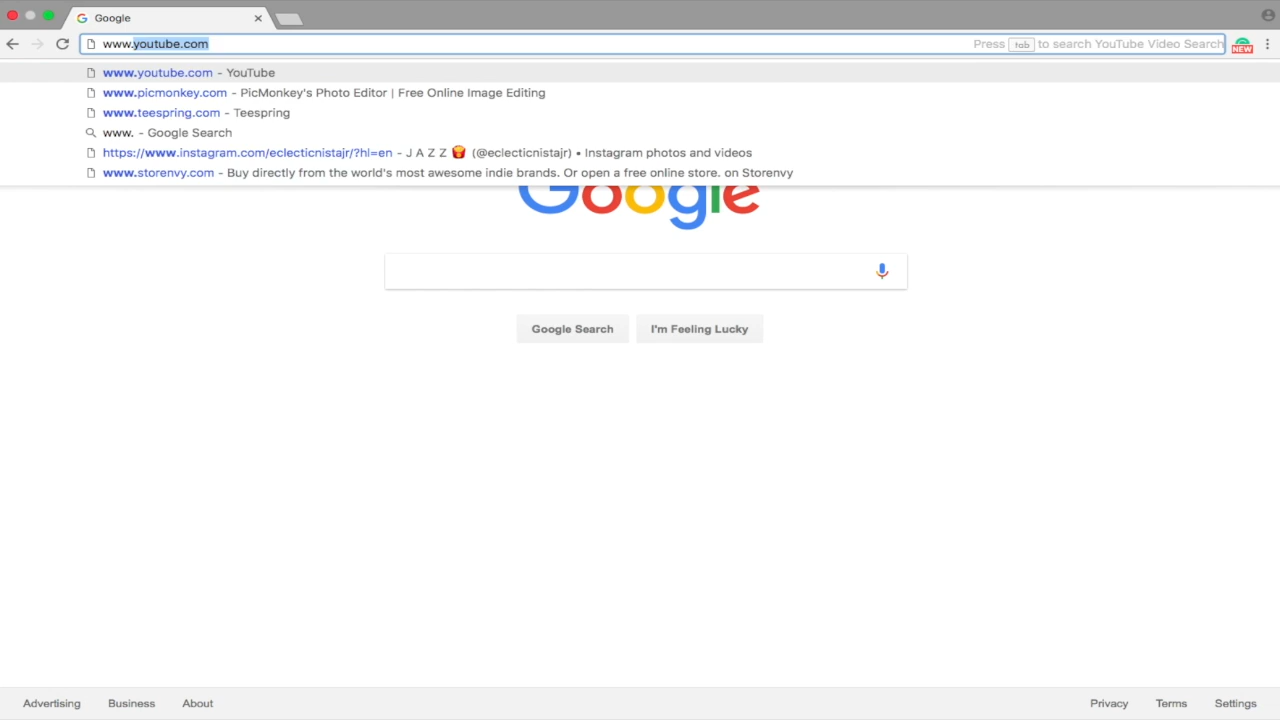 Google
www.youtube.com
Press tab to search YouTube Video Search
NEW
www.youtube.com - YouTube
www.picmonkey.com - PicMonkey's Photo Editor | Free Online Image Editing
www.teespring.com - Teespring
www. - Google Search
https://www.instagram.com/eclecticnistajr/?hl=en - J A Z Z 🍟 (@eclecticnistajr) • Instagram photos and videos
www.storenvy.com - Buy directly from the world's most awesome indie brands. Or open a free online store. on Storenvy
Google
Google Search
I'm Feeling Lucky
Advertising Business About
Privacy Terms Settings